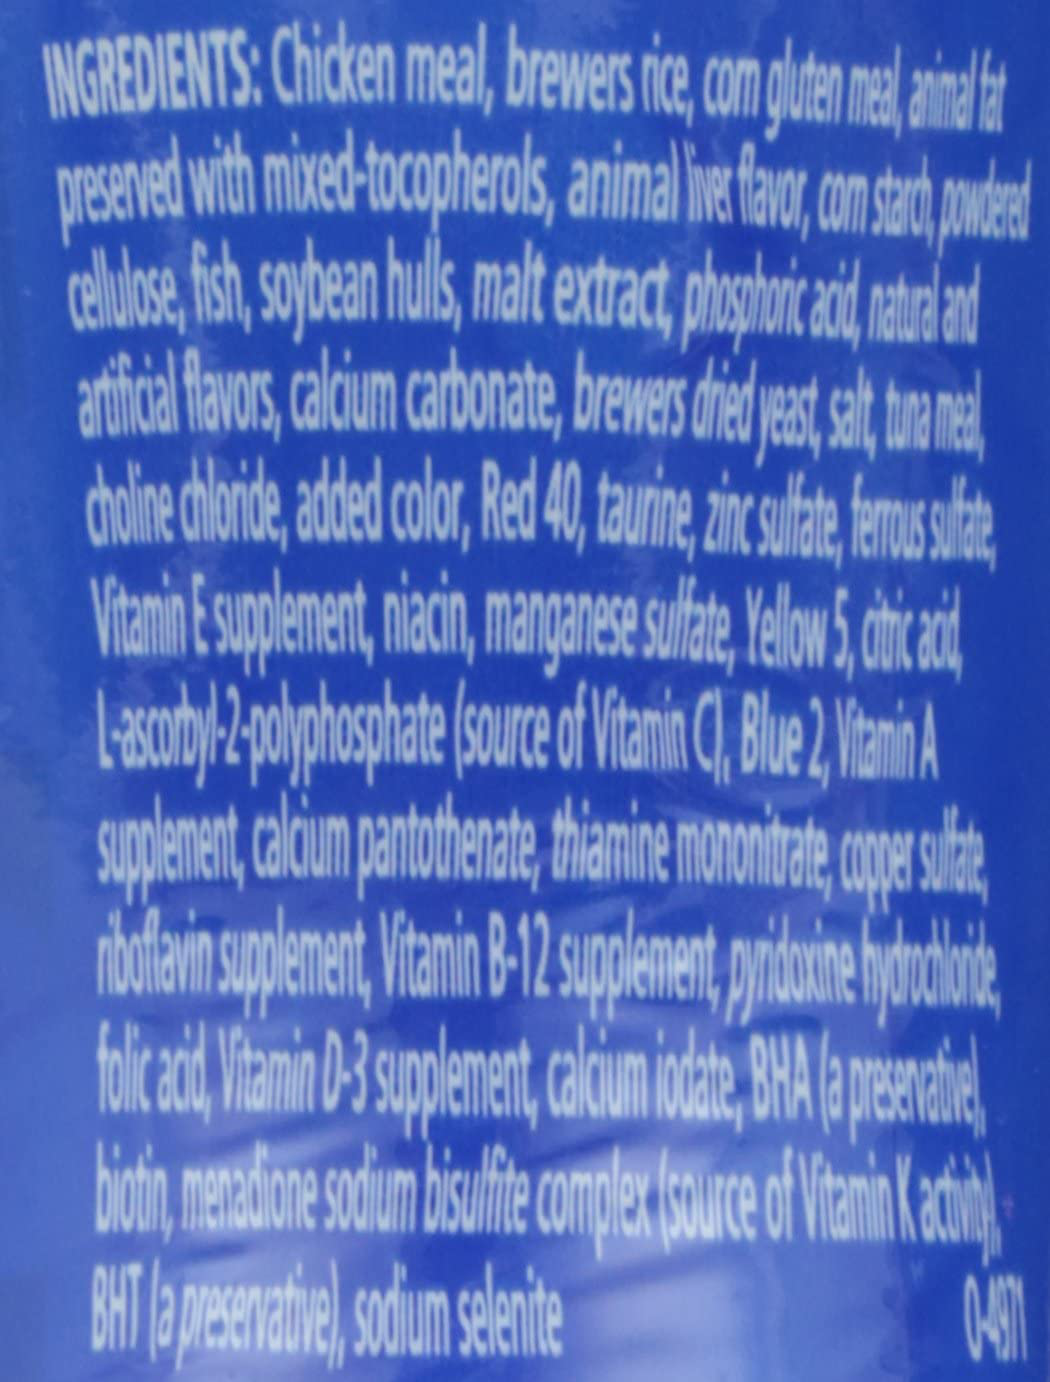 INGREDIENTS: Chicken meal, brewers rice, corn gluten meal, animal fat
preserved with mixed-tocopherols, animal liver flavor, corn starch, powdered
cellulose, fish, soybean hulls, malt extract, phosphoric acid, natural and
artificial flavors, calcium carbonate, brewers dried yeast, salt, tuna meal,
choline chloride, added color, Red 40, taurine, zinc sulfate, ferrous sulfate,
Vitamin E supplement, niacin, manganese sulfate, Yellow 5, citric acid,
L-ascorbyl-2-polyphosphate (source of Vitamin C), Blue 2, Vitamin A
supplement, calcium pantothenate, thiamine mononitrate, copper sulfate,
riboflavin supplement, Vitamin B-12 supplement, pyridoxine hydrochloride,
folic acid, Vitamin D-3 supplement, calcium iodate, BHA (a preservative),
biotin, menadione sodium bisulfite complex (source of Vitamin K activity),
BHT (a preservative), sodium selenite 0-4971